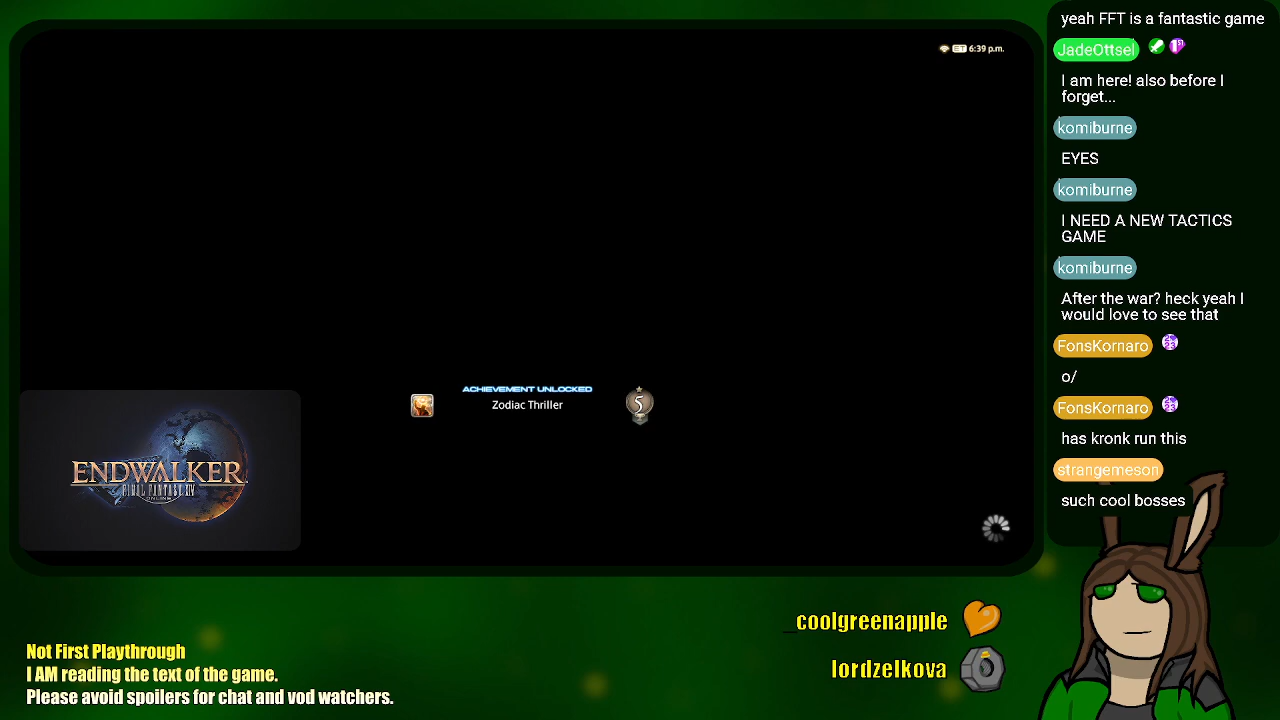 ET 6:39 p.m.
ACHIEVEMENT UNLOCKED
Zodiac Thriller
5
ENDWALKER
FINAL FANTASY XIV
ONLINE
_coolgreenapple
lordzelkova
Not First Playthrough
I AM reading the text of the game.
Please avoid spoilers for chat and vod watchers.
yeah FFT is a fantastic game
JadeOttsel
I am here! also before I
forget...
komiburne
EYES
komiburne
I NEED A NEW TACTICS
GAME
komiburne
After the war? heck yeah I
would love to see that
FonsKornaro
o/
FonsKornaro
has kronk run this
strangemeson
such cool bosses